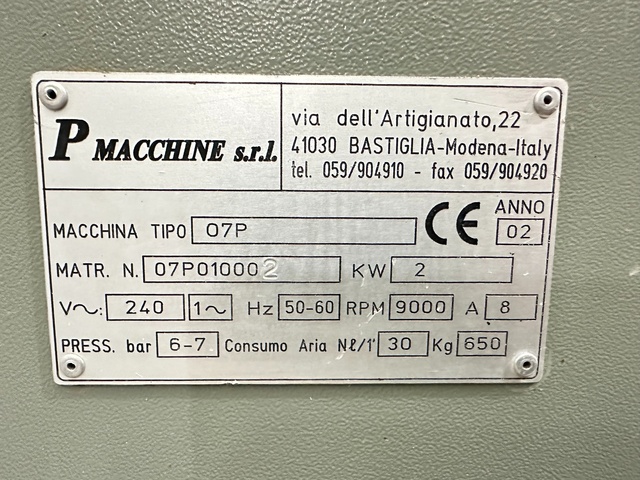 P MACCHINE s.r.l.
via dell'Artigianato,22
41030 BASTIGLIA-Modena-Italy
tel. 059/904910 - fax 059/904920
MACCHINA TIPO 07P CE ANNO 02
MATR. N. 07P010002 KW 2
V∼: 240 1∼ Hz 50-60 RPM 9000 A 8
PRESS. bar 6-7 Consumo Aria Nℓ/1' 30 Kg 650